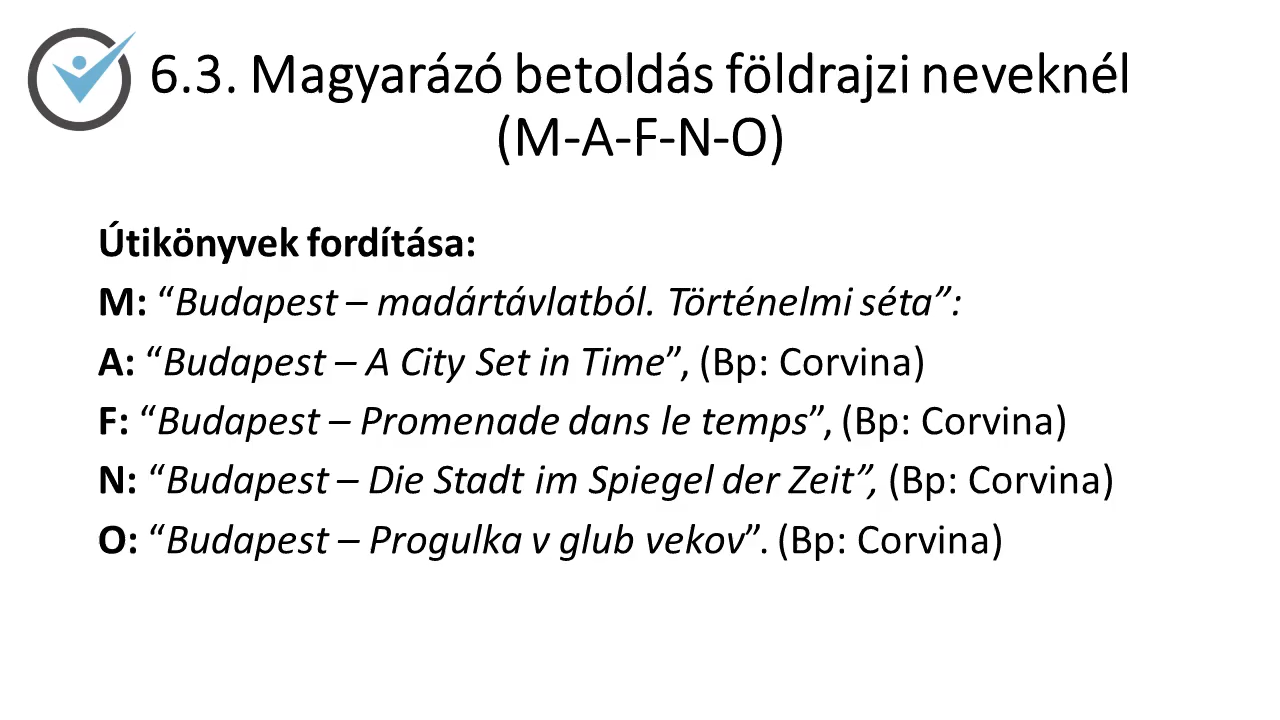 6.3. Magyarázó betoldás földrajzi neveknél
(M-A-F-N-O)
Útikönyvek fordítása:
M: “Budapest – madártávlatból. Történelmi séta”:
A: “Budapest – A City Set in Time”, (Bp: Corvina)
F: “Budapest – Promenade dans le temps”, (Bp: Corvina)
N: “Budapest – Die Stadt im Spiegel der Zeit”, (Bp: Corvina)
O: “Budapest – Progulka v glub vekov”. (Bp: Corvina)